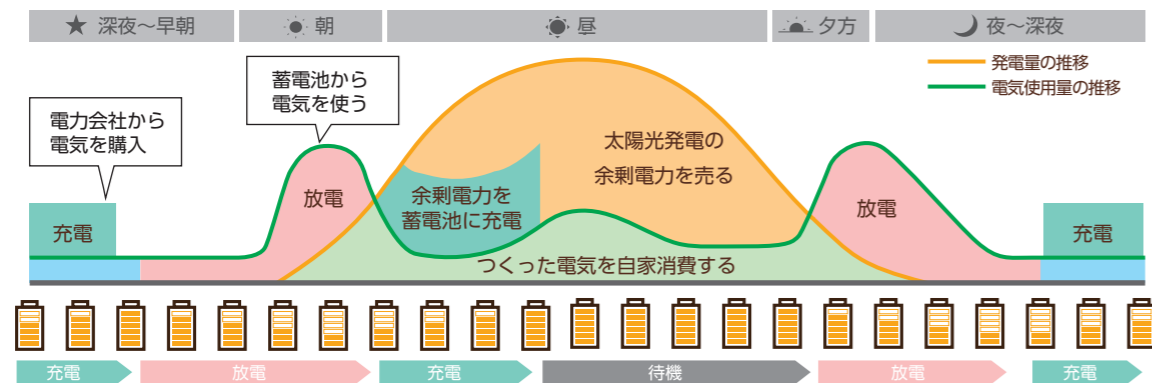 深夜〜早朝
朝
昼
夕方
夜〜深夜
発電量の推移
電気使用量の推移
蓄電池から
電気を使う
電力会社から
電気を購入
太陽光発電の
余剰電力を売る
放電
余剰電力を
蓄電池に充電
放電
充電
充電
つくった電気を自家消費する
充電
放電
充電
待機
放電
充電